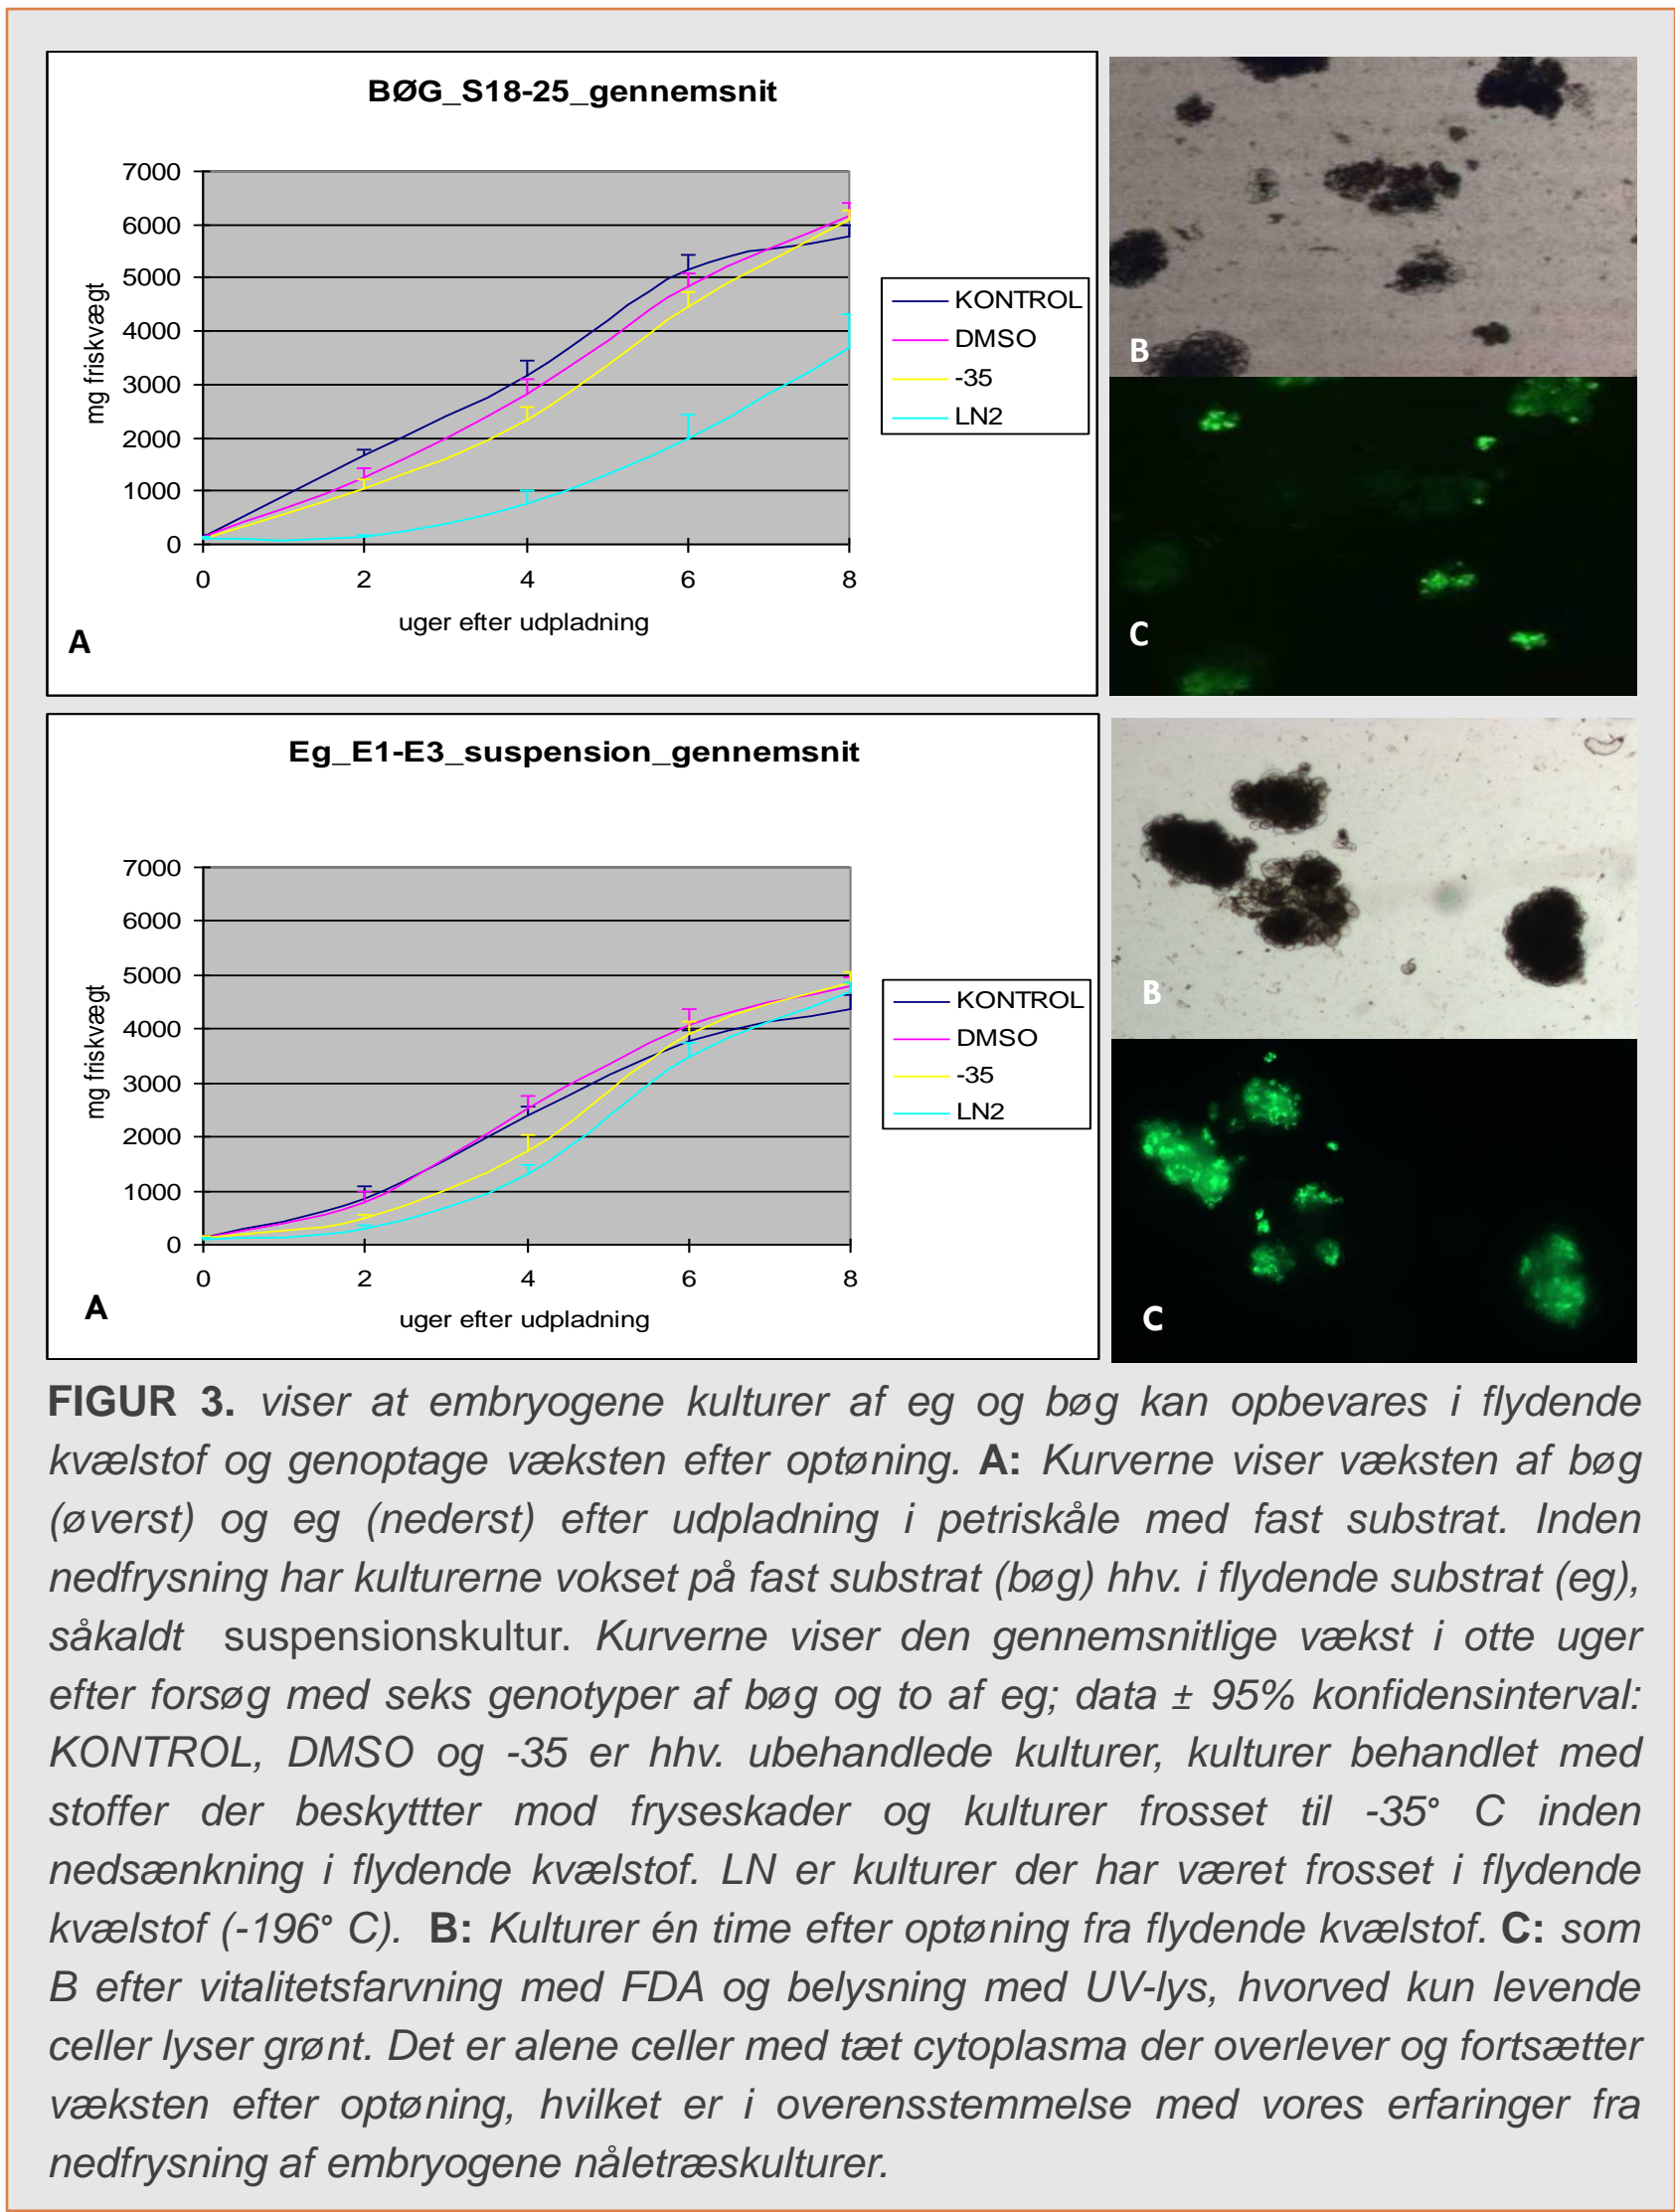 BØG_S18-25_gennemsnit
7000
6000
5000
4000
3000
2000
1000
0
mg friskvægt
0 2 4 6 8
uger efter udpladning
KONTROL
DMSO
-35
LN2
A
B
C
Eg_E1-E3_suspension_gennemsnit
7000
6000
5000
4000
3000
2000
1000
0
mg friskvægt
0 2 4 6 8
uger efter udpladning
KONTROL
DMSO
-35
LN2
A
B
C
FIGUR 3. viser at embryogene kulturer af eg og bøg kan opbevares i flydende
kvælstof og genoptage væksten efter optøning. A: Kurverne viser væksten af bøg
(øverst) og eg (nederst) efter udpladning i petriskåle med fast substrat. Inden
nedfrysning har kulturerne vokset på fast substrat (bøg) hhv. i flydende substrat (eg),
såkaldt suspensionskultur. Kurverne viser den gennemsnitlige vækst i otte uger
efter forsøg med seks genotyper af bøg og to af eg; data ± 95% konfidensinterval:
KONTROL, DMSO og -35 er hhv. ubehandlede kulturer, kulturer behandlet med
stoffer der beskyttter mod fryseskader og kulturer frosset til -35° C inden
nedsænkning i flydende kvælstof. LN er kulturer der har været frosset i flydende
kvælstof (-196° C). B: Kulturer én time efter optøning fra flydende kvælstof. C: som
B efter vitalitetsfarvning med FDA og belysning med UV-lys, hvorved kun levende
celler lyser grønt. Det er alene celler med tæt cytoplasma der overlever og fortsætter
væksten efter optøning, hvilket er i overensstemmelse med vores erfaringer fra
nedfrysning af embryogene nåletræskulturer.